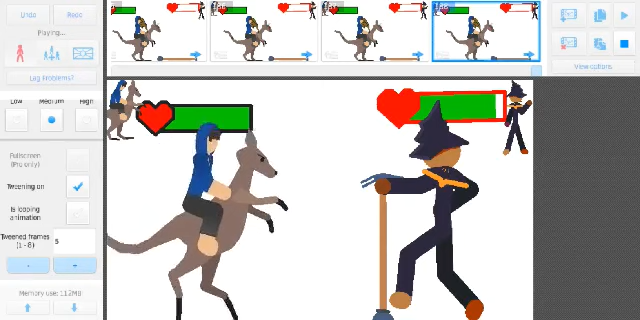 Undo Redo
Playing...
Lag Problems?
Low Medium High
Fullscreen
(Pro only)
Tweening on
Is looping
animation
Tweened frames
(1 - 8)
5
- +
Memory use: 112MB
View options